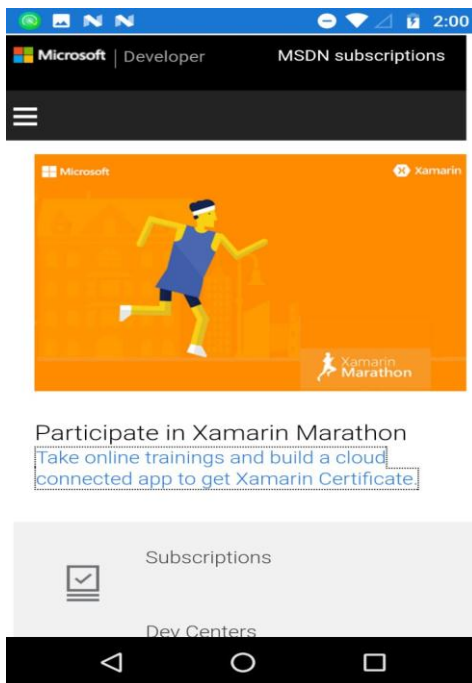 2:00
Microsoft | Developer MSDN subscriptions
Microsoft Xamarin
Xamarin
Marathon
Participate in Xamarin Marathon
Take online trainings and build a cloud
connected app to get Xamarin Certificate.
Subscriptions
Dev Centers